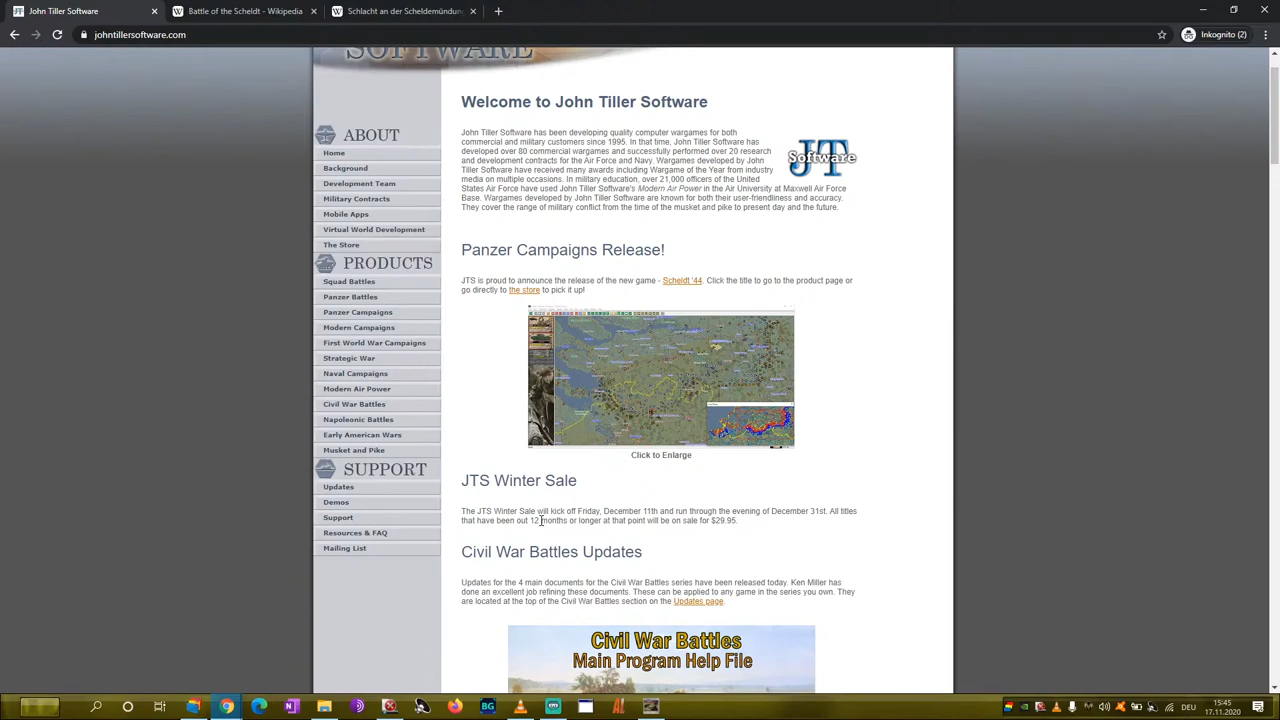 John Tiller Software
Battle of the Scheldt - Wikipedia
Schlacht an der Scheldemündung
johntillersoftware.com
Inkognito (2)
SOFTWARE
ABOUT
Home
Background
Development Team
Military Contracts
Mobile Apps
Virtual World Development
The Store
PRODUCTS
Squad Battles
Panzer Battles
Panzer Campaigns
Modern Campaigns
First World War Campaigns
Strategic War
Naval Campaigns
Modern Air Power
Civil War Battles
Napoleonic Battles
Early American Wars
Musket and Pike
SUPPORT
Updates
Demos
Support
Resources & FAQ
Mailing List
Welcome to John Tiller Software
John Tiller Software has been developing quality computer wargames for both
commercial and military customers since 1995. In that time, John Tiller Software has
developed over 80 commercial wargames and successfully performed over 20 research
and development contracts for the Air Force and Navy. Wargames developed by John
Tiller Software have received many awards including Wargame of the Year from industry
media on multiple occasions. In military education, over 21,000 officers of the United
States Air Force have used John Tiller Software's Modern Air Power in the Air University at Maxwell Air Force
Base. Wargames developed by John Tiller Software are known for both their user-friendliness and accuracy.
They cover the range of military conflict from the time of the musket and pike to present day and the future.
JT
Software
Panzer Campaigns Release!
JTS is proud to announce the release of the new game - Scheldt '44. Click the title to go to the product page or
go directly to the store to pick it up!
Click to Enlarge
JTS Winter Sale
The JTS Winter Sale will kick off Friday, December 11th and run through the evening of December 31st. All titles
that have been out 12 months or longer at that point will be on sale for $29.95.
Civil War Battles Updates
Updates for the 4 main documents for the Civil War Battles series have been released today. Ken Miller has
done an excellent job refining these documents. These can be applied to any game in the series you own. They
are located at the top of the Civil War Battles section on the Updates page.
Civil War Battles
Main Program Help File
BG
DEU
15:45
17.11.2020